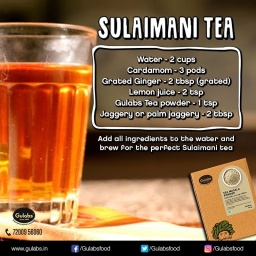 SULAIMANI TEA
Water - 2 cups
Cardamom - 3 pods
Grated Ginger - 2 tbsp (grated)
Lemon juice - 2 tsp
Gulabs Tea powder - 1 tsp
Jaggery or palm jaggery - 2 tbsp
Add all ingredients to the water and
brew for the perfect Sulaimani tea
Gulabs
Gulabs
www.gulabs.in
/Gulabsfood
/Gulabsfood
/Gulabsfood